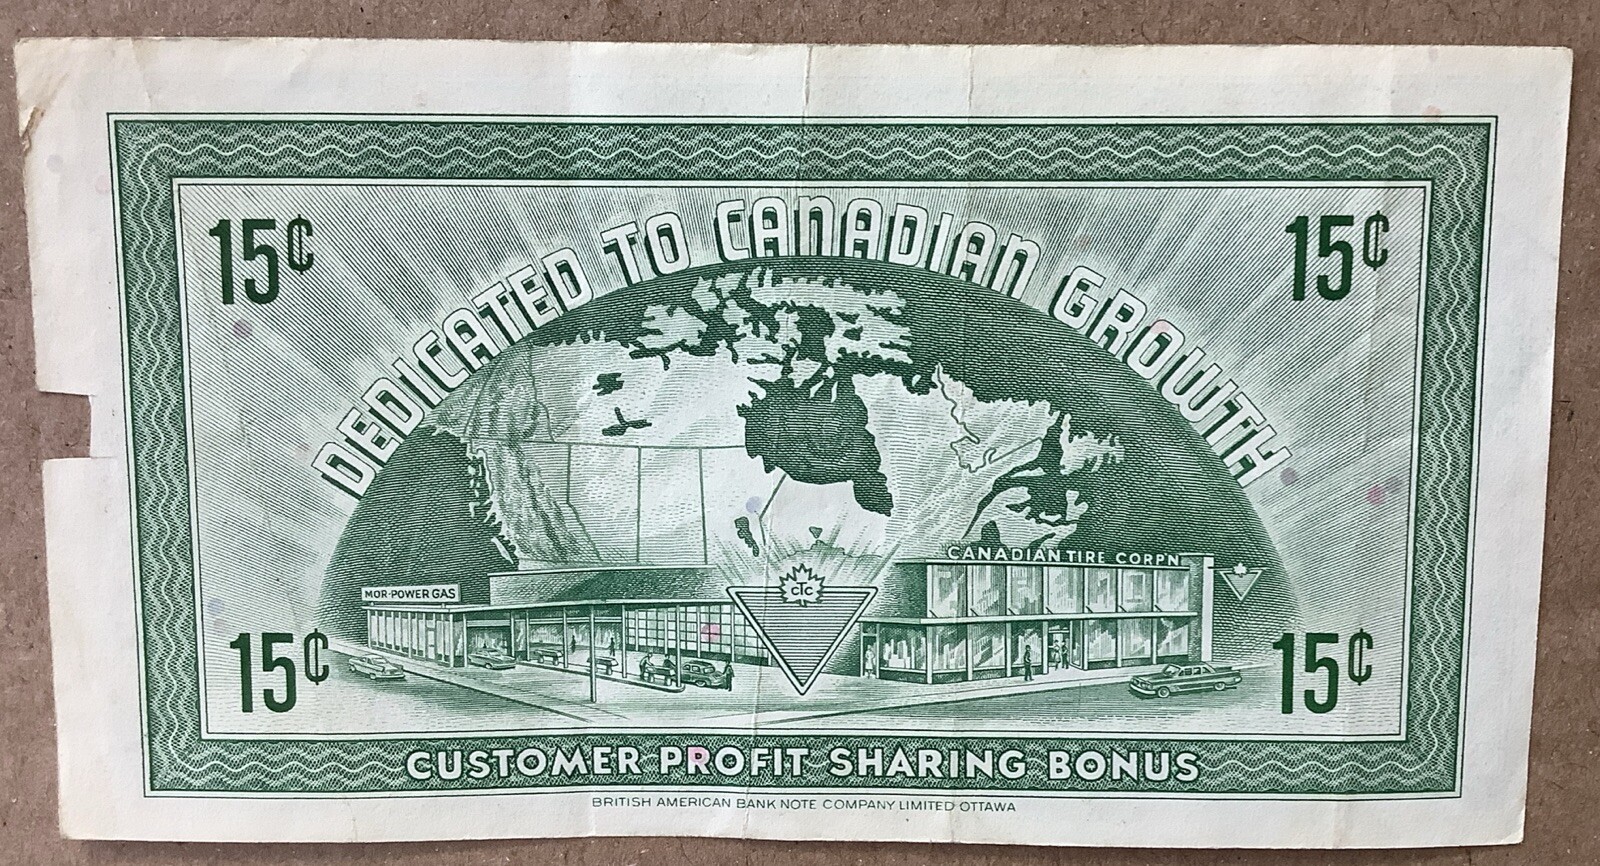 15¢
15¢
DEDICATED TO CANADIAN GROWTH
CANADIAN TIRE CORP'N
MOR-POWER GAS
CTC
15¢
15¢
CUSTOMER PROFIT SHARING BONUS
BRITISH AMERICAN BANK NOTE COMPANY LIMITED OTTAWA